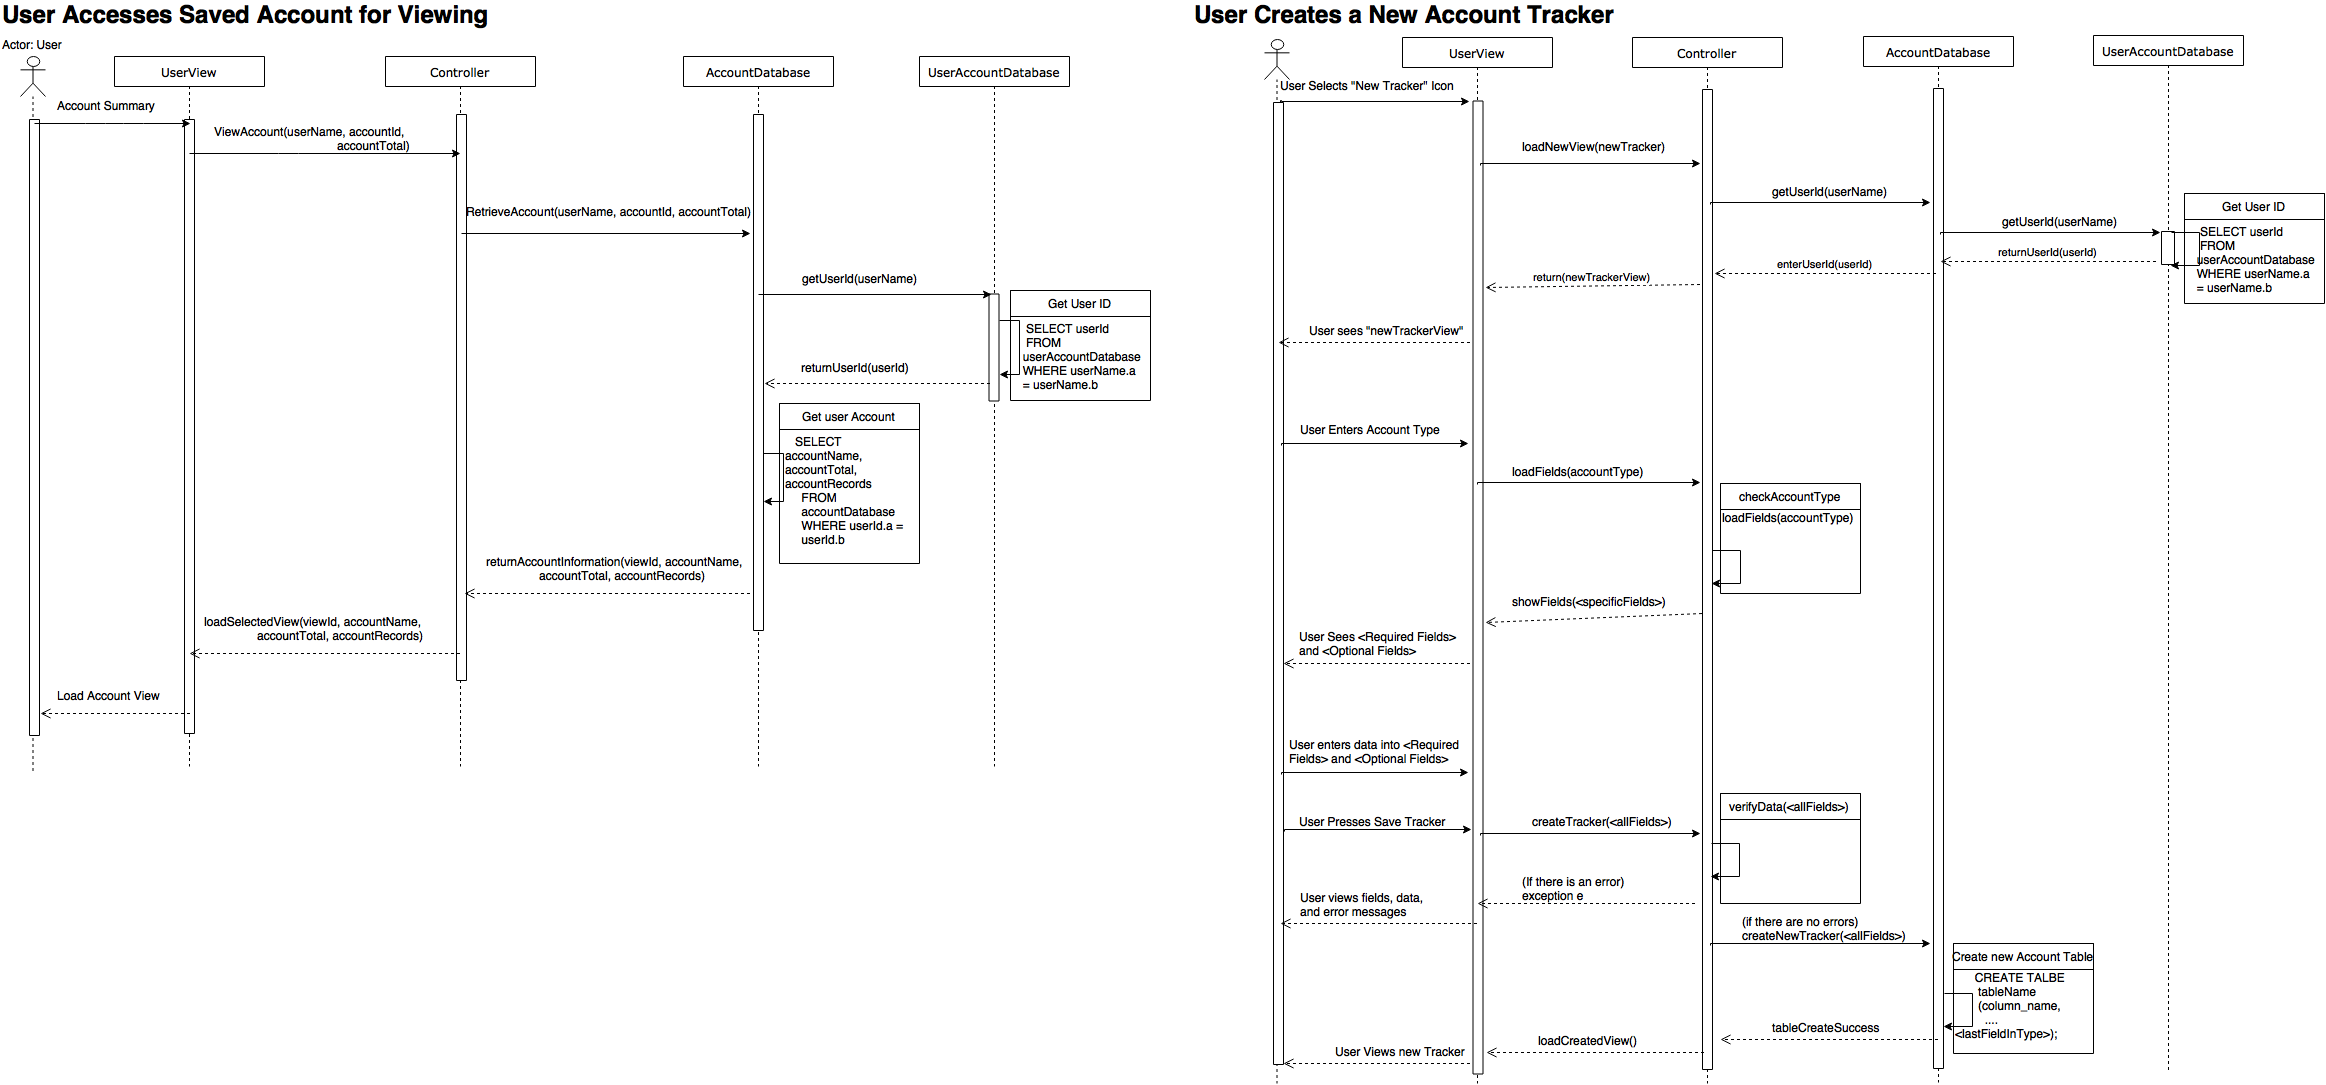 User Accesses Saved Account for Viewing
Actor: User
UserView
Controller
AccountDatabase
UserAccountDatabase
Account Summary
ViewAccount(userName, accountId,
accountTotal)
RetrieveAccount(userName, accountId, accountTotal)
getUserId(userName)
Get User ID
SELECT userId
FROM
userAccountDatabase
WHERE userName.a
= userName.b
returnUserId(userId)
Get user Account
SELECT
accountName,
accountTotal,
accountRecords
FROM
accountDatabase
WHERE userId.a =
userId.b
returnAccountInformation(viewId, accountName,
accountTotal, accountRecords)
loadSelectedView(viewId, accountName,
accountTotal, accountRecords)
Load Account View
User Creates a New Account Tracker
UserView
Controller
AccountDatabase
UserAccountDatabase
User Selects "New Tracker" Icon
loadNewView(newTracker)
getUserId(userName)
getUserId(userName)
Get User ID
SELECT userId
FROM
userAccountDatabase
WHERE userName.a
= userName.b
returnUserId(userId)
enterUserId(userId)
return(newTrackerView)
User sees "newTrackerView"
User Enters Account Type
loadFields(accountType)
checkAccountType
loadFields(accountType)
showFields(<specificFields>)
User Sees <Required Fields>
and <Optional Fields>
User enters data into <Required
Fields> and <Optional Fields>
User Presses Save Tracker
createTracker(<allFields>)
verifyData(<allFields>)
(If there is an error)
exception e
User views fields, data,
and error messages
(if there are no errors)
createNewTracker(<allFields>)
Create new Account Table
CREATE TALBE
tableName
(column_name,
....
<lastFieldInType>);
tableCreateSuccess
loadCreatedView()
User Views new Tracker